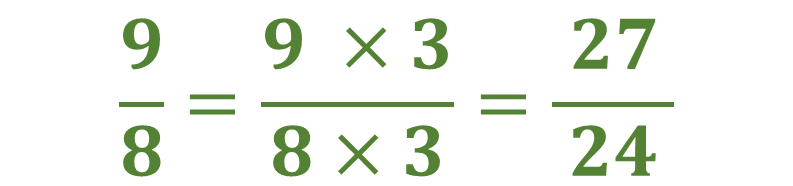 9/8 = 9 × 3/8 × 3 = 27/24